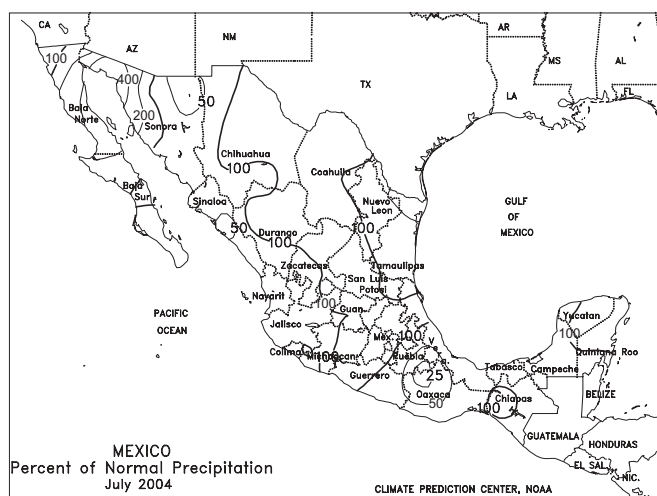 CA
NM
AR
AZ
100
MS
AL
400
TX
50
LA
FL
Baja
Norte
200
Sonora
Chihuahua
100
Coahuila
Baja
Sur
Sinaloa
Nuevo
Leon
GULF
OF
MEXICO
50
Durango
100
100
Zacatecas
Tamaulipas
San Luis
Potosi
Nayarit
100
Guan
Yucatan
PACIFIC
OCEAN
Jalisco
100
Mex.
100
Quintana Roo
Colima
100
Michoacan
Puebla
Ver.
Tabasco
Campeche
Guerrero
25
Oaxaca
50
Chiapas
100
BELIZE
GUATEMALA
HONDURAS
MEXICO
Percent of Normal Precipitation
July 2004
EL SAL.
NIC.
CLIMATE PREDICTION CENTER, NOAA